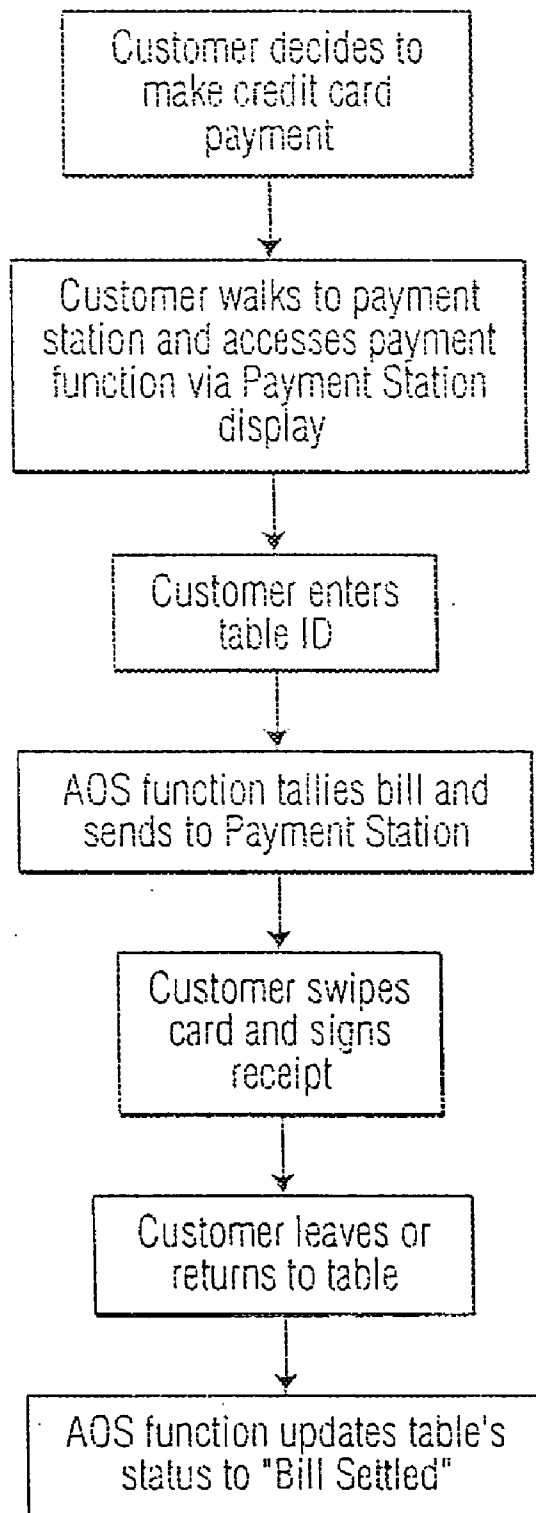 Customer decides to
make credit card
payment
Customer walks to payment
station and accesses payment
function via Payment Station
display
Customer enters
table ID
AOS function tallies bill and
sends to Payment Station
Customer swipes
card and signs
receipt
Customer leaves or
returns to table
AOS function updates table's
status to "Bill Settled"